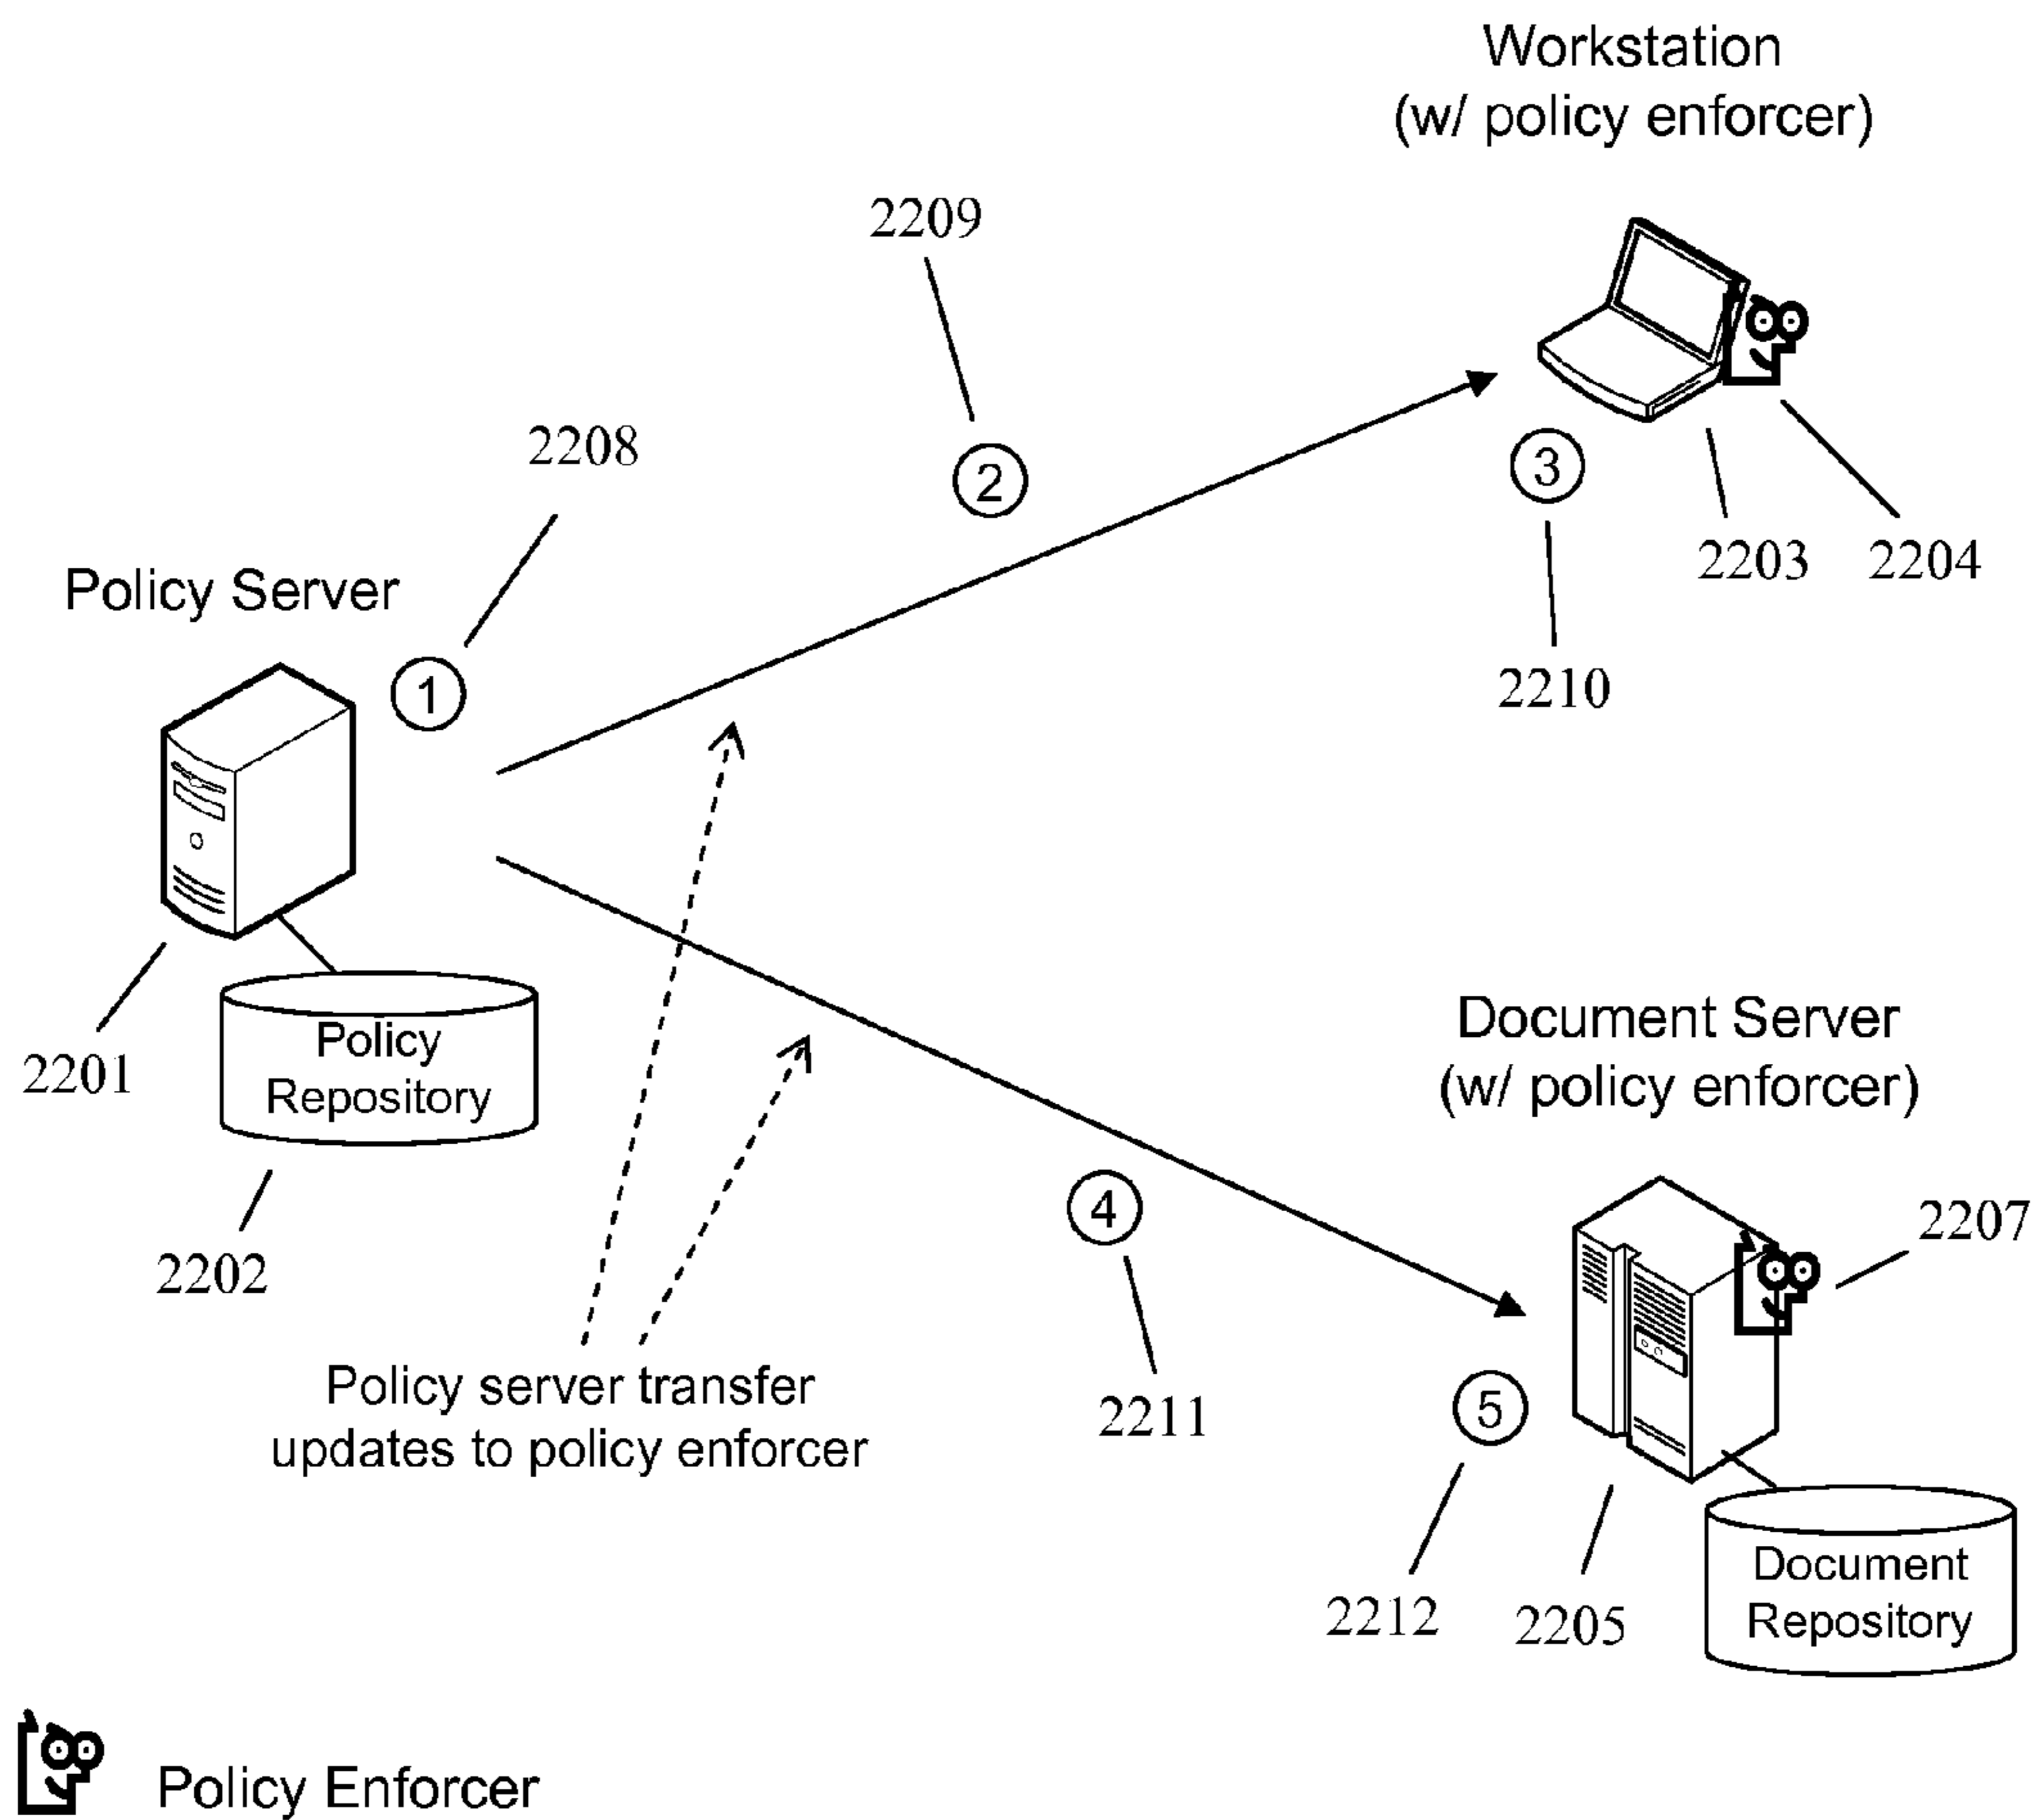 Workstation
(w/ policy enforcer)
2209
2208
2203
2204
2210
Policy Server
1
2
3
2201
Policy
Repository
2202
Document Server
(w/ policy enforcer)
2207
4
2211
Policy server transfer
updates to policy enforcer
5
2212
2205
Document
Repository
Policy Enforcer